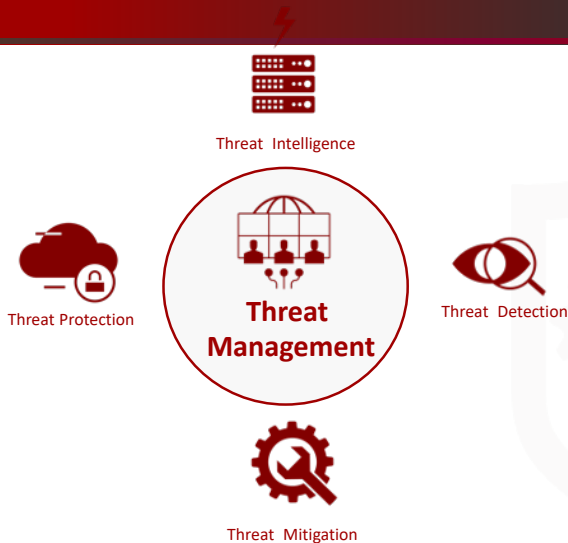 Threat Intelligence
Threat Protection
Threat
Management
Threat Detection
Threat Mitigation